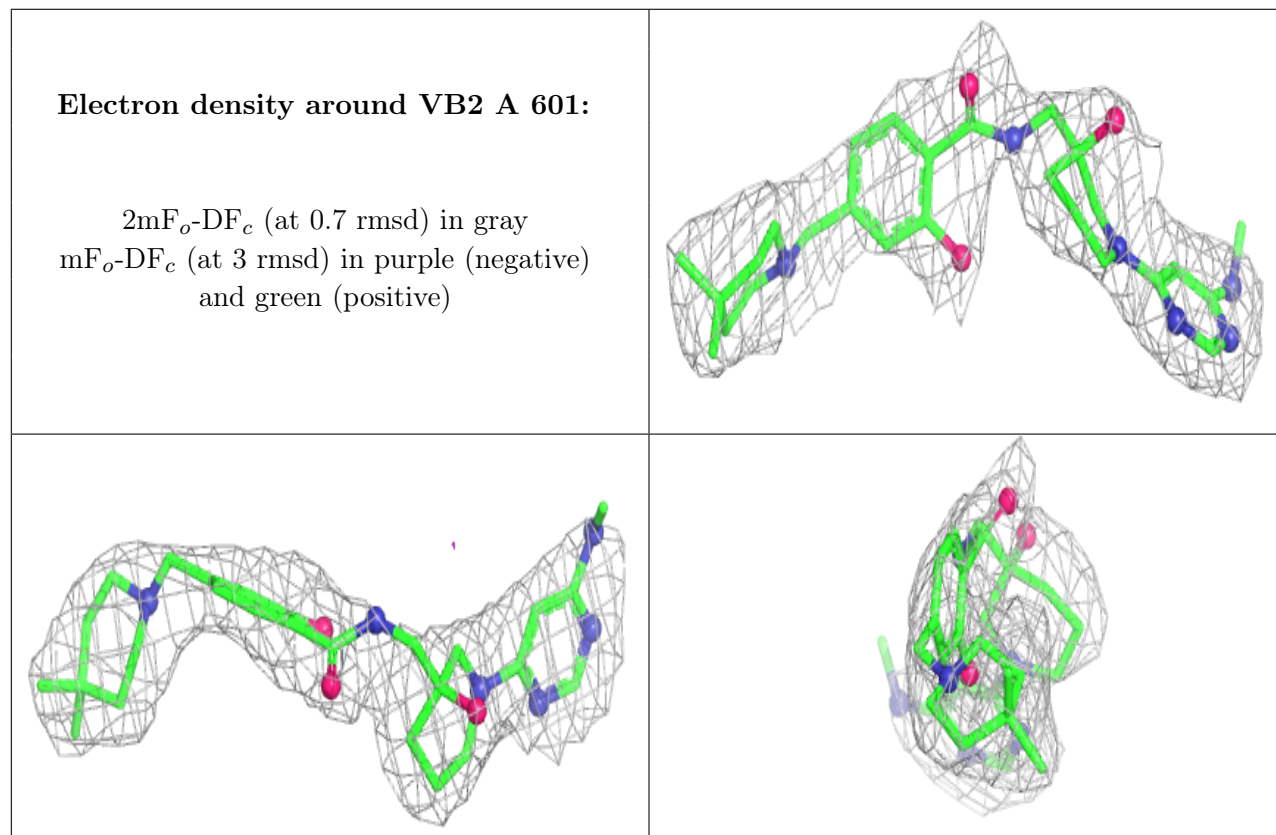 Electron density around VB2 A 601:
2mFo-DFc (at 0.7 rmsd) in gray
mFo-DFc (at 3 rmsd) in purple (negative)
and green (positive)